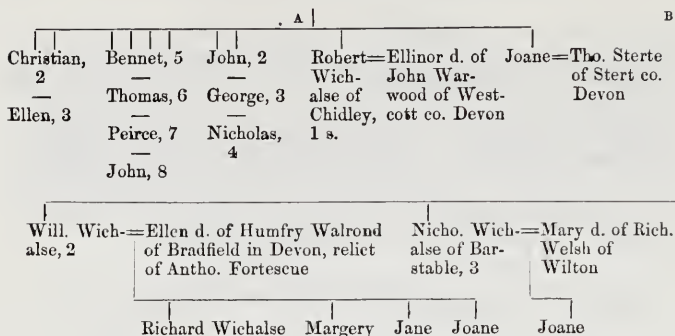 A B
Christian, Bennet, 5 John, 2 Robert=Ellinor d. of Joane=Tho. Sterte
2 — — Wich- John War- of Stert co.
— Thomas, 6 George, 3 alse of wood of West- Devon
Ellen, 3 — — Chidley, cott co. Devon
Peirce, 7 Nicholas, 1 s.
— 4
John, 8
Will. Wich-=Ellen d. of Humfry Walrond Nicho. Wich-=Mary d. of Rich.
alse, 2 of Bradfield in Devon, relict alse of Bar- Welsh of
of Antho. Fortescue stable, 3 Wilton
Richard Wichalse Margery Jane Joane Joane